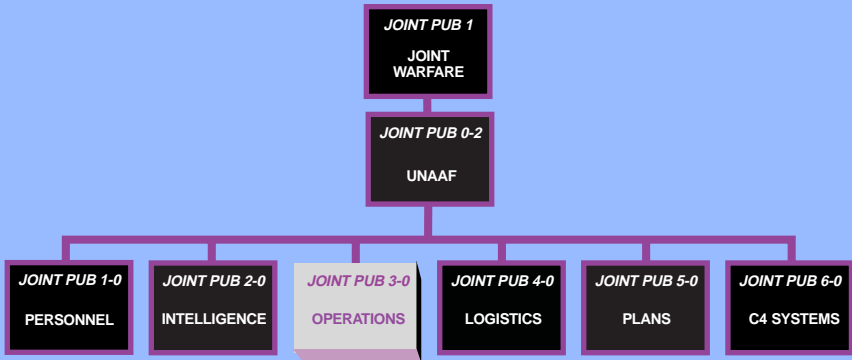 JOINT PUB 1
JOINT
WARFARE
JOINT PUB 0-2
UNAAF
JOINT PUB 1-0
PERSONNEL
JOINT PUB 2-0
INTELLIGENCE
JOINT PUB 3-0
OPERATIONS
JOINT PUB 4-0
LOGISTICS
JOINT PUB 5-0
PLANS
JOINT PUB 6-0
C4 SYSTEMS